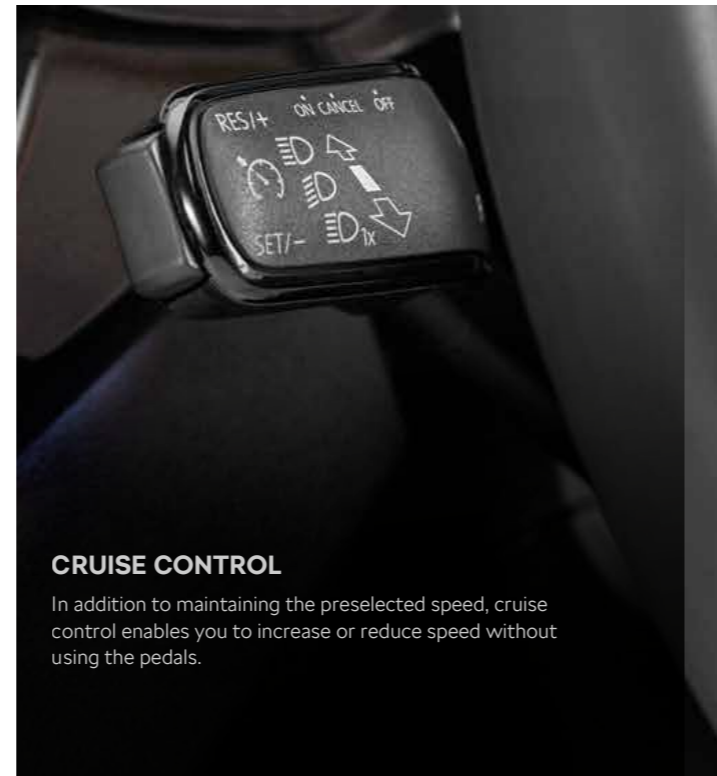 RES/+ ON CANCEL OFF
SET/- 1x
CRUISE CONTROL
In addition to maintaining the preselected speed, cruise
control enables you to increase or reduce speed without
using the pedals.